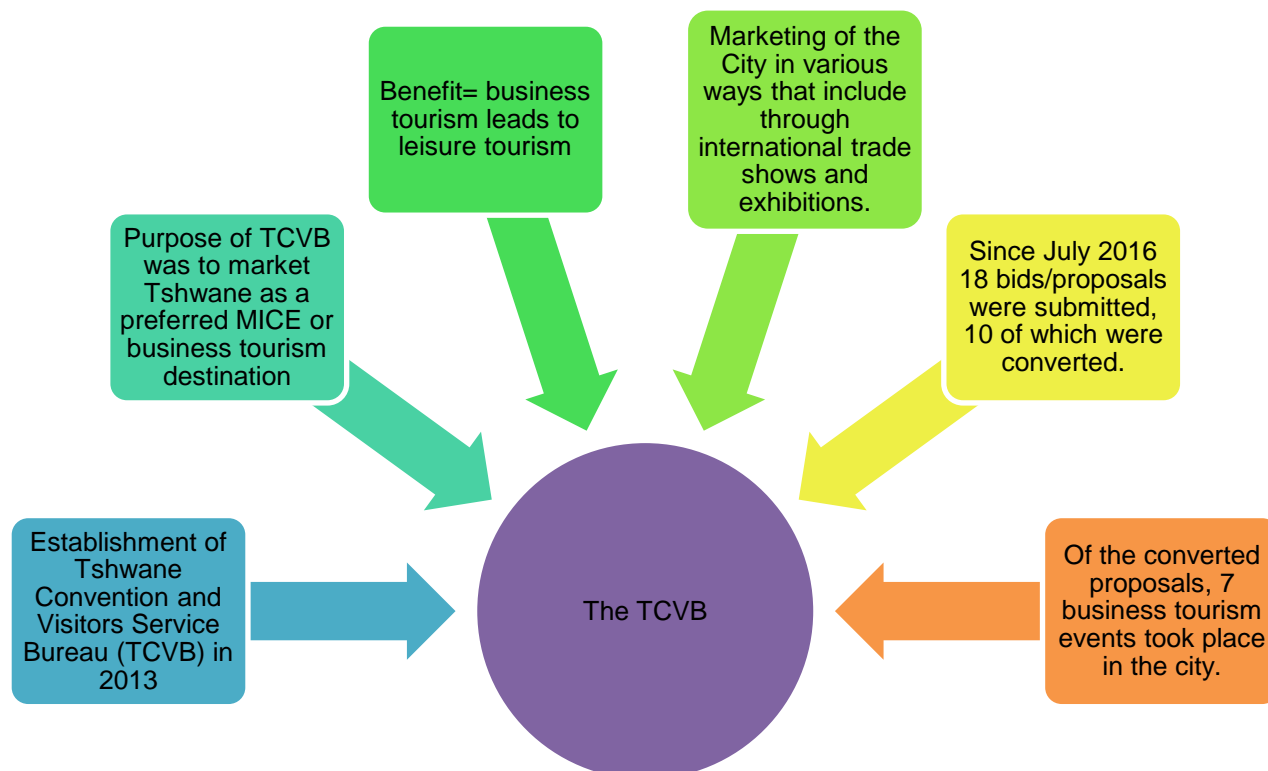 Establishment of
Tshwane
Convention and
Visitors Service
Bureau (TCVB) in
2013
Purpose of TCVB
was to market
Tshwane as a
preferred MICE or
business tourism
destination
Benefit= business
tourism leads to
leisure tourism
Marketing of the
City in various
ways that include
through
international trade
shows and
exhibitions.
Since July 2016
18 bids/proposals
were submitted,
10 of which were
converted.
Of the converted
proposals, 7
business tourism
events took place
in the city.
The TCVB